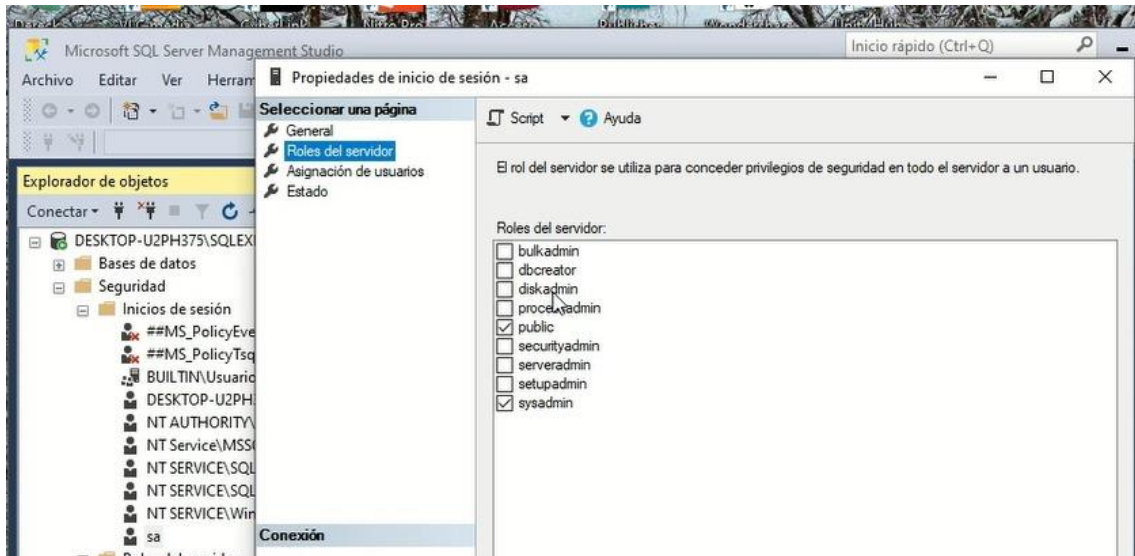 Microsoft SQL Server Management Studio
Inicio rápido (Ctrl+Q)
Archivo Editar Ver Herram
Propiedades de inicio de sesión - sa
Seleccionar una página
General
Roles del servidor
Asignación de usuarios
Estado
Script Ayuda
El rol del servidor se utiliza para conceder privilegios de seguridad en todo el servidor a un usuario.
Roles del servidor:
bulkadmin
dbcreator
diskadmin
processadmin
public
securityadmin
serveradmin
setupadmin
sysadmin
Explorador de objetos
Conectar
DESKTOP-U2PH375\SQLEX
Bases de datos
Seguridad
Inicios de sesión
##MS_PolicyEve
##MS_PolicyTsq
BUILTIN\Usuario
DESKTOP-U2PH
NT AUTHORITY\
NT Service\MSS
NT SERVICE\SQL
NT SERVICE\SQL
NT SERVICE\Win
sa
Conexión